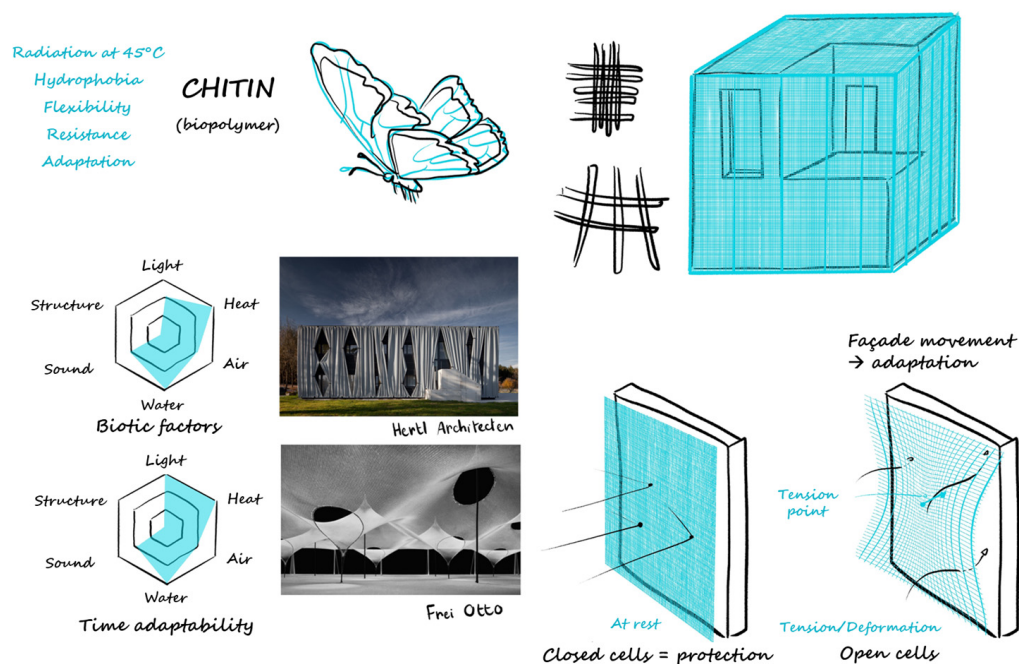 Radiation at 45°C
Hydrophobia
Flexibility
Resistance
Adaptation
CHITIN
(biopolymer)
Light
Structure
Heat
Sound
Air
Water
Biotic factors
Hertl Architecten
Light
Structure
Heat
Sound
Air
Water
Time adaptability
Frei Otto
Façade movement
→ adaptation
Tension
point
At rest
Closed cells = protection
Tension/Deformation
Open cells